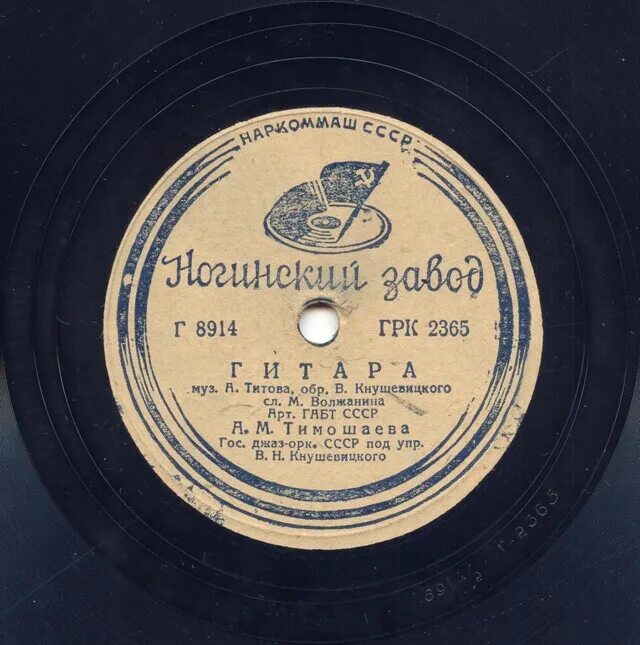 НАРКОММАШ СССР
Ногинский завод
Г 8914 ГРК 2365
ГИТАРА
муз. А. Титова, обр. В. Кнушевицкого
сл. М. Волжанина
Арт. ГАБТ СССР
А. М. Тимошаева
Гос. джаз-орк. СССР под упр.
В. Н. Кнушевицкого
Г-2365